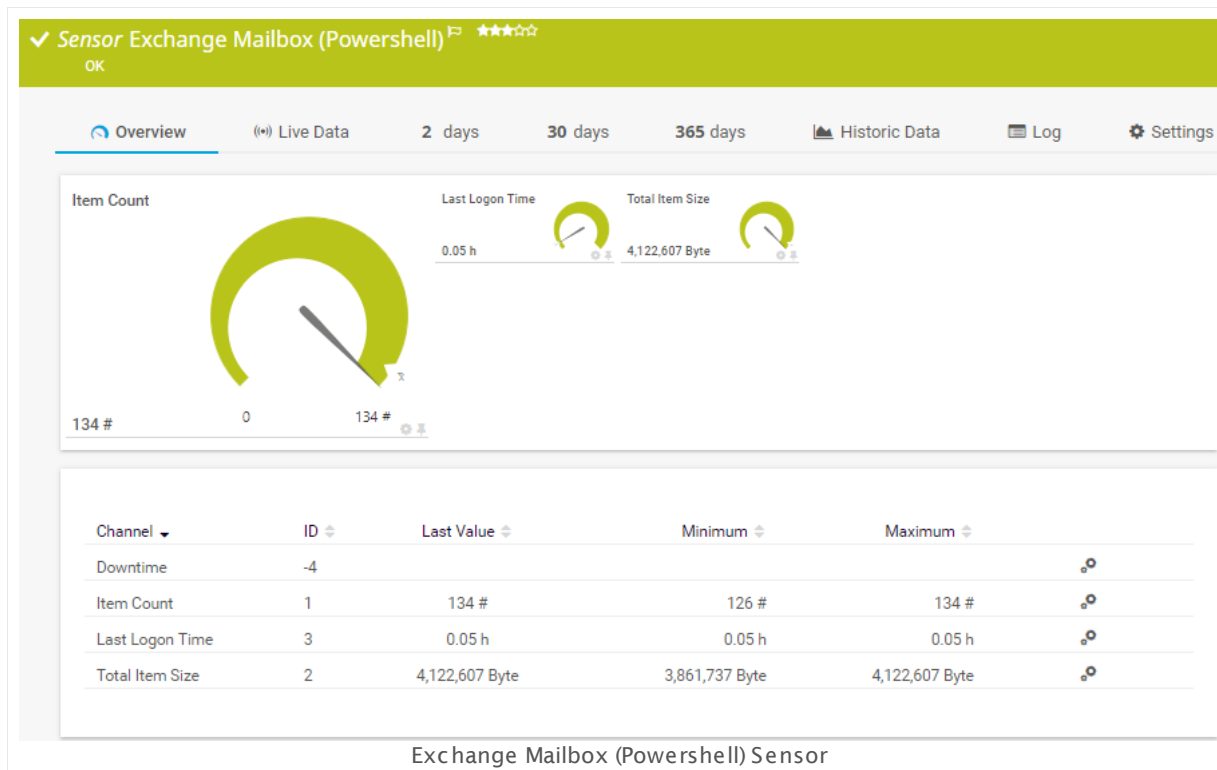 Sensor Exchange Mailbox (Powershell)
OK
Overview Live Data 2 days 30 days 365 days Historic Data Log Settings
Item Count
Last Logon Time
Total Item Size
0.05 h
4,122,607 Byte
0 134 #
134 #
Channel ID Last Value Minimum Maximum
Downtime -4
Item Count 1 134 # 126 # 134 #
Last Logon Time 3 0.05 h 0.05 h 0.05 h
Total Item Size 2 4,122,607 Byte 3,861,737 Byte 4,122,607 Byte
Exchange Mailbox (Powershell) Sensor